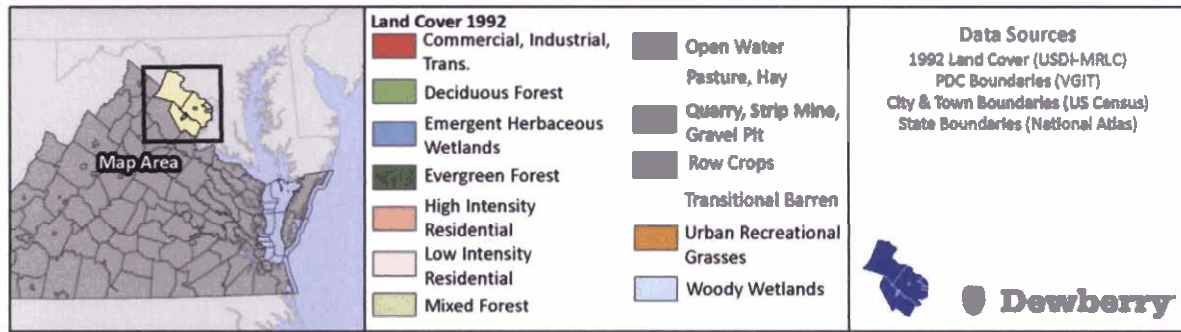 Map Area
Land Cover 1992
Commercial, Industrial,
Trans.
Deciduous Forest
Emergent Herbaceous
Wetlands
Evergreen Forest
High Intensity
Residential
Low Intensity
Residential
Mixed Forest
Open Water
Pasture, Hay
Quarry, Strip Mine,
Gravel Pit
Row Crops
Transitional Barren
Urban Recreational
Grasses
Woody Wetlands
Data Sources
1992 Land Cover (USDI-MRLC)
PDC Boundaries (VGIT)
City & Town Boundaries (US Census)
State Boundaries (National Atlas)
Dewberry